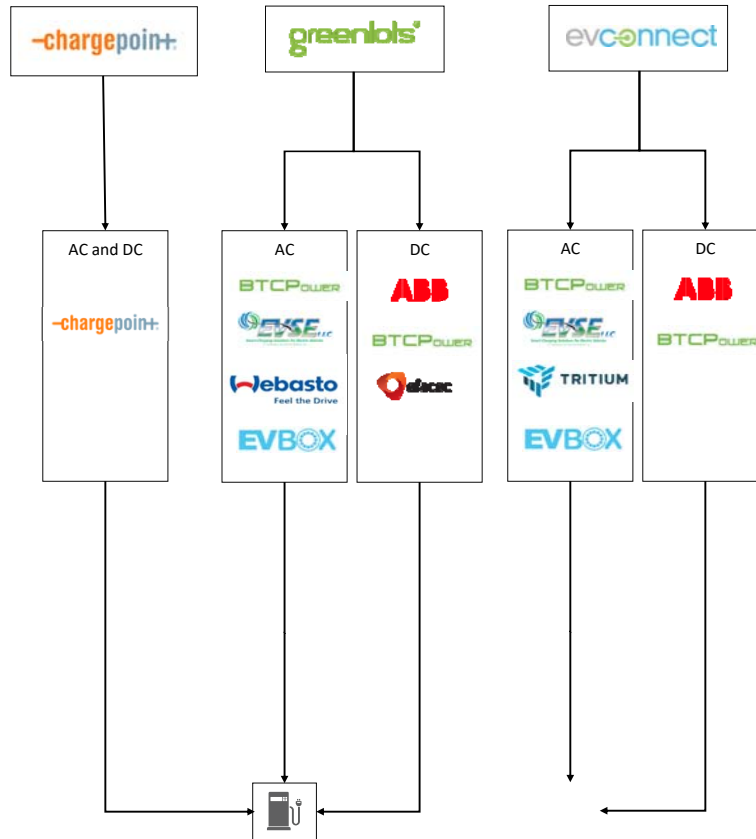 chargepoint
greenlots
evconnect
AC and DC
chargepoint
AC
BTCPOWER
EVSE LLC
Webasto
Feel the Drive
EVBOX
DC
ABB
BTCPOWER
efacec
AC
BTCPOWER
EVSE LLC
TRITIUM
EVBOX
DC
ABB
BTCPOWER